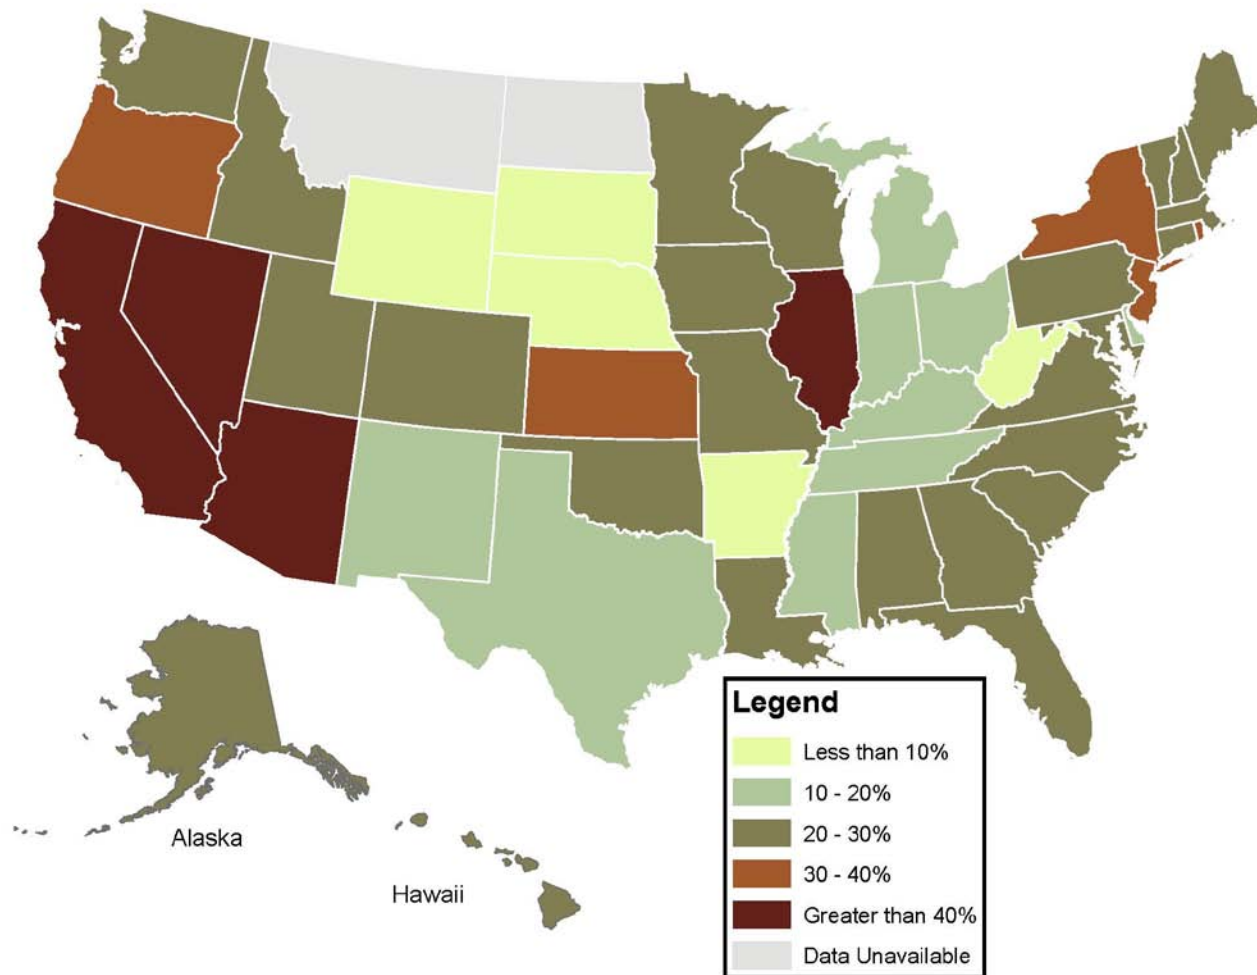 Alaska
Hawaii
Legend
Less than 10%
10 - 20%
20 - 30%
30 - 40%
Greater than 40%
Data Unavailable